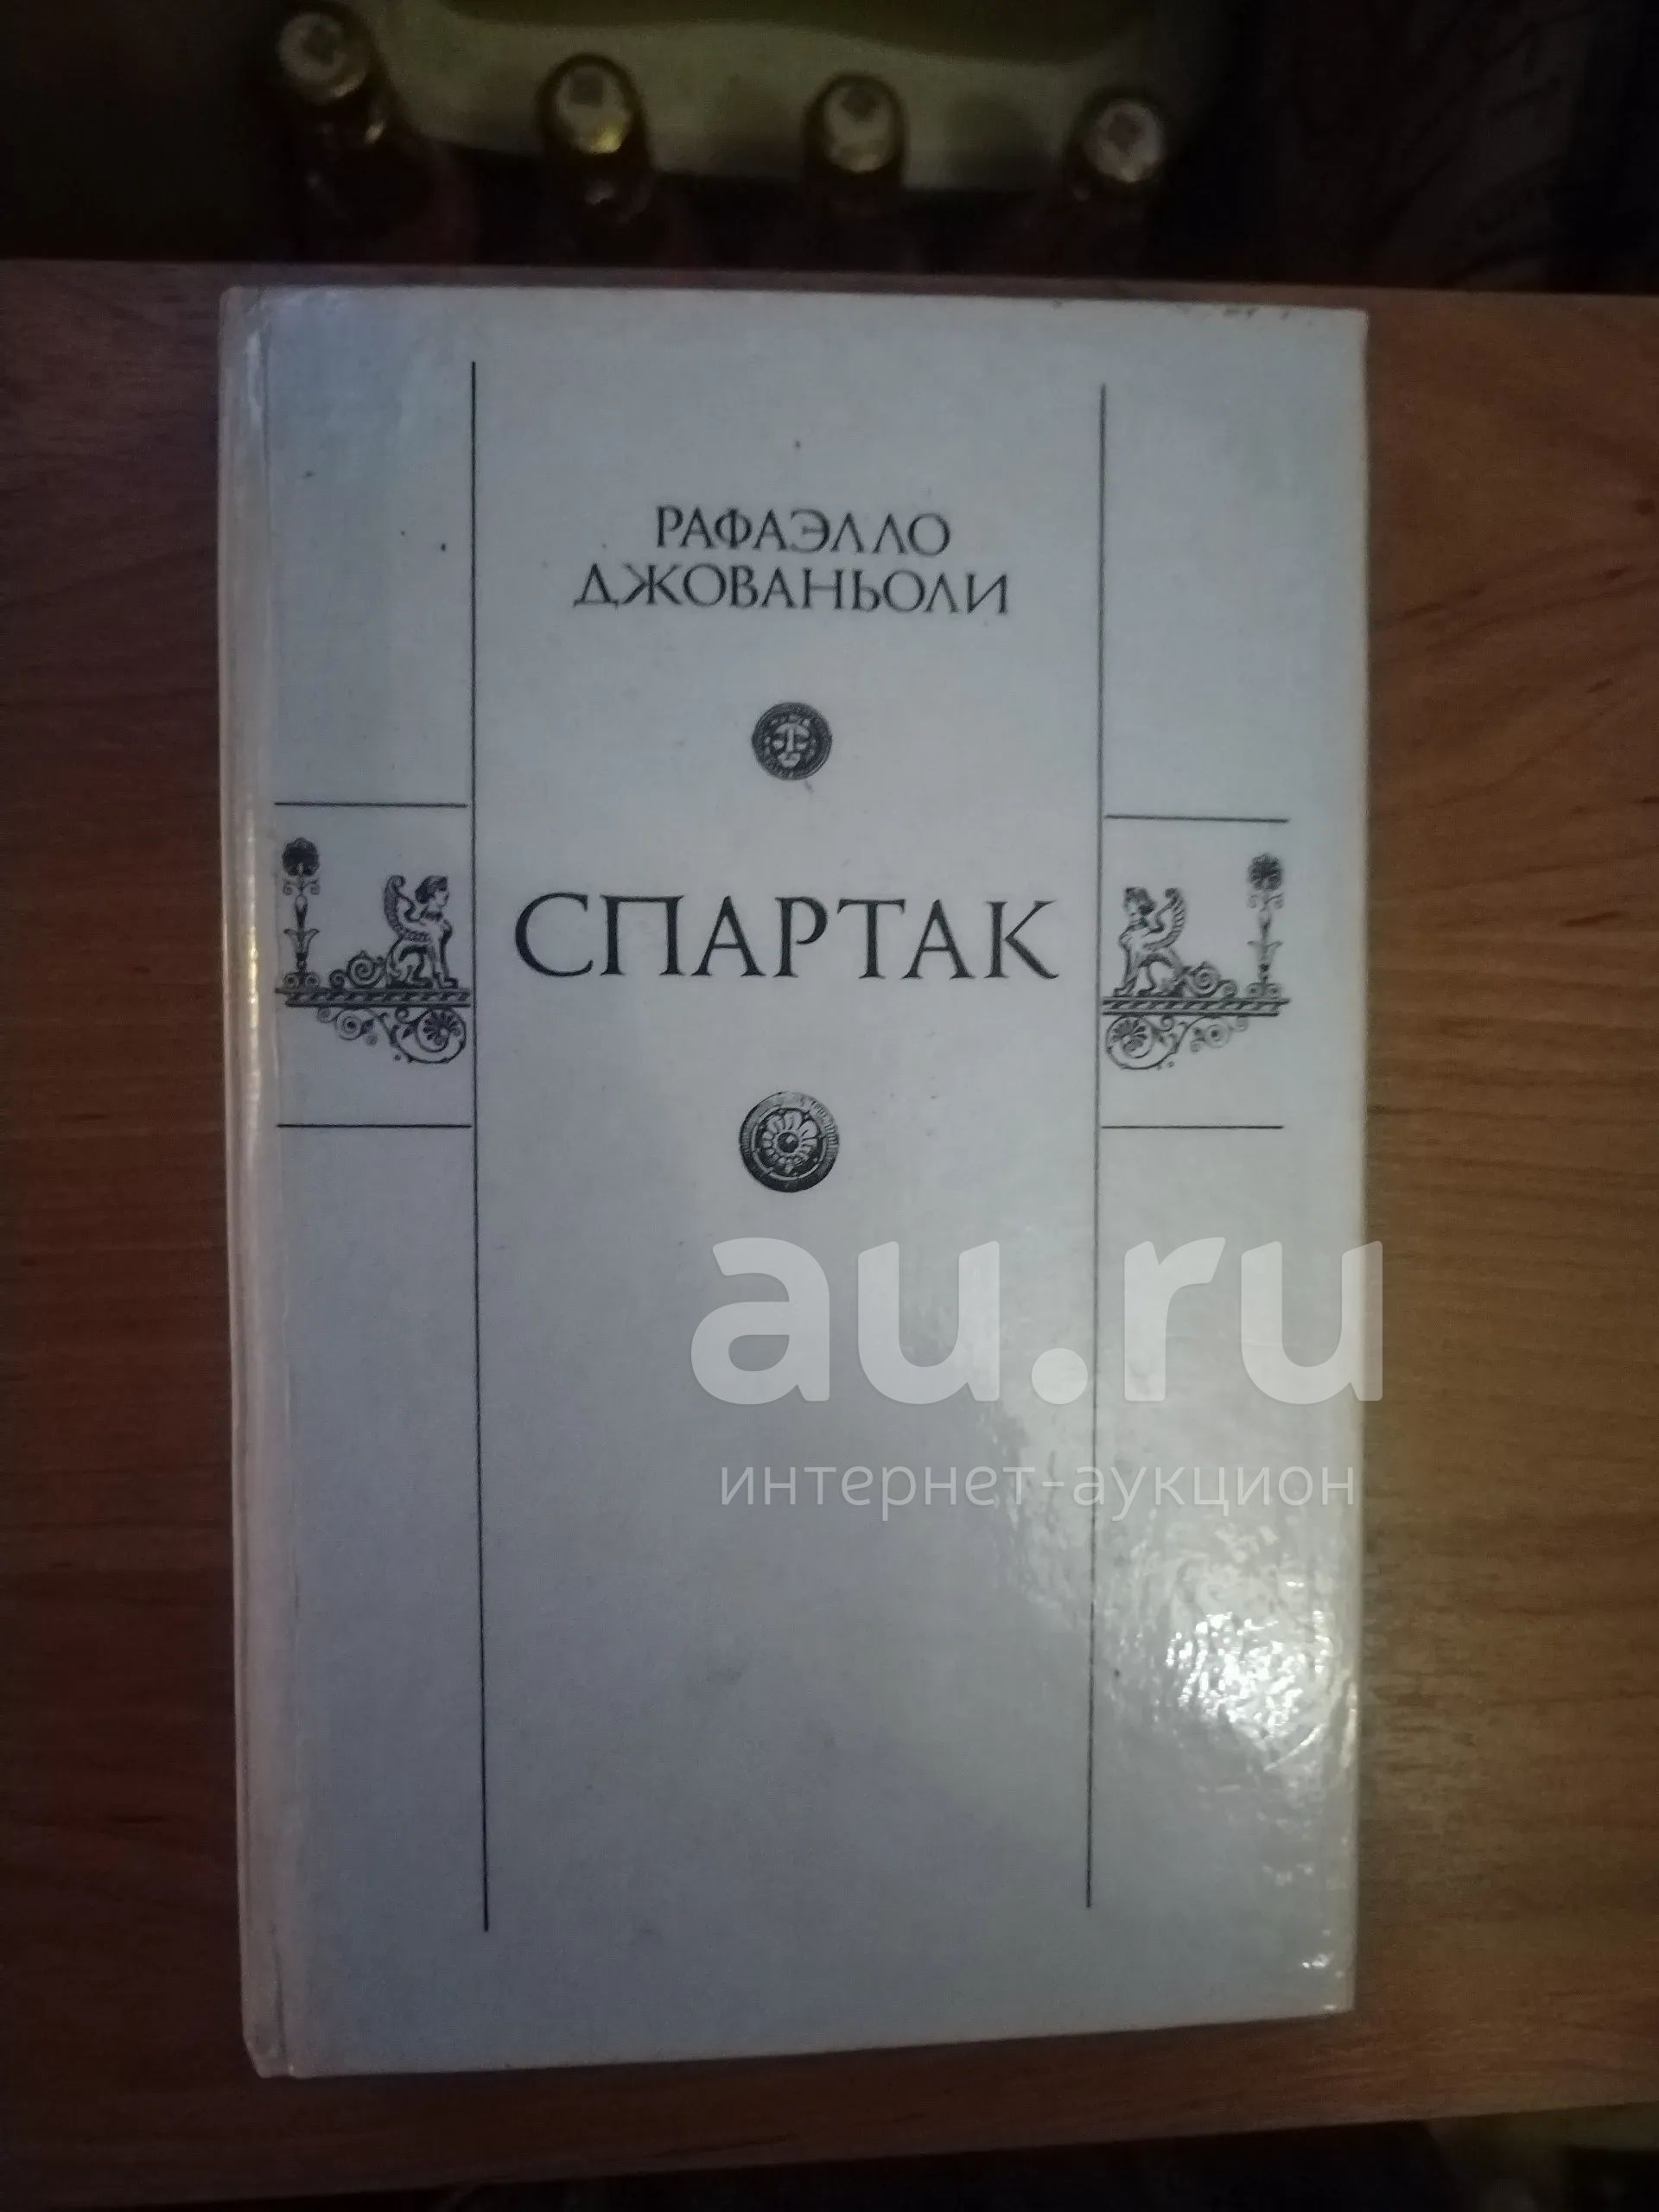 РАФАЭЛЛО
ДЖОВАНЬОЛИ
СПАРТАК
au.ru
интернет-аукцион